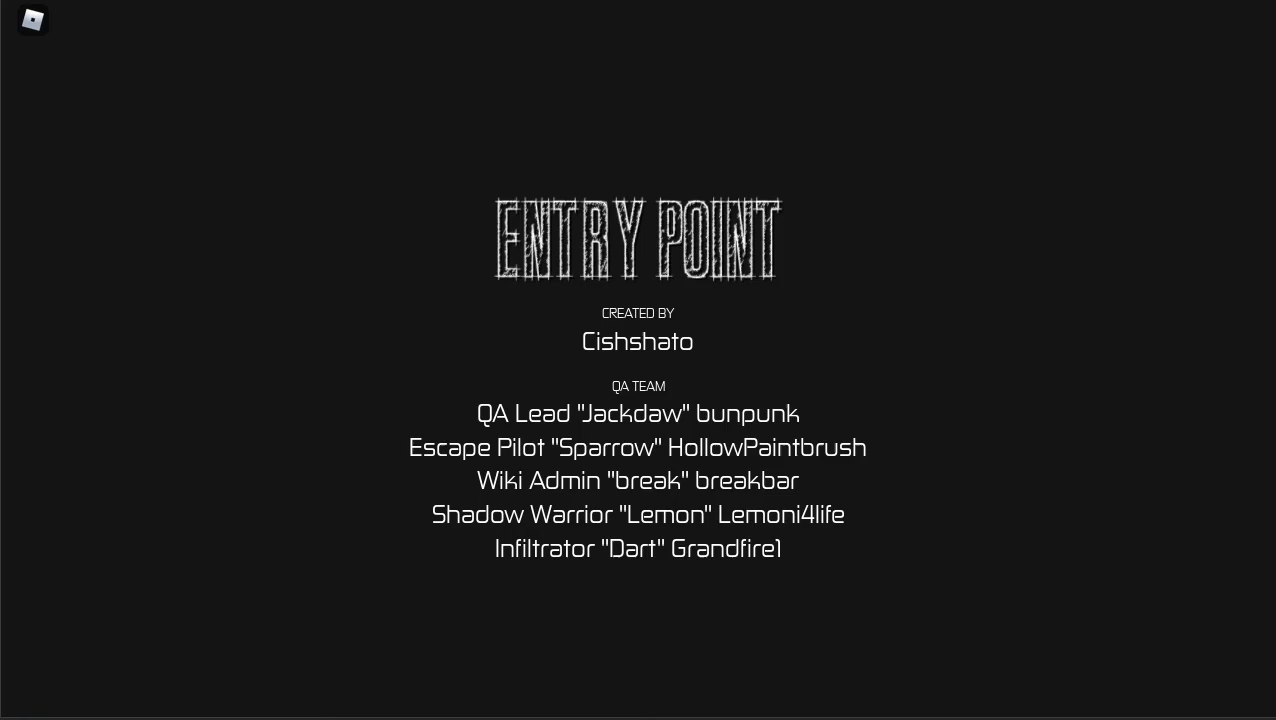 ENTRY POINT
CREATED BY
Cishshato
QA TEAM
QA Lead "Jackdaw" bunpunk
Escape Pilot "Sparrow" HollowPaintbrush
Wiki Admin "break" breakbar
Shadow Warrior "Lemon" Lemoni4life
Infiltrator "Dart" Grandfire1